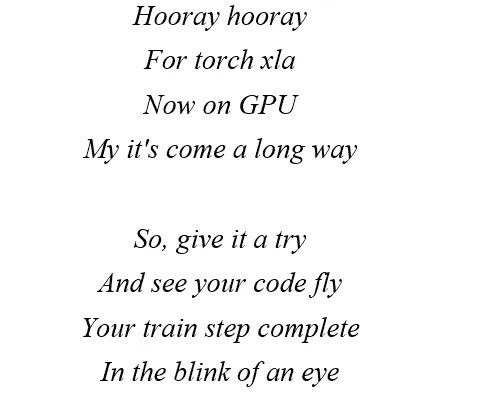 Hooray hooray
For torch xla
Now on GPU
My it's come a long way
So, give it a try
And see your code fly
Your train step complete
In the blink of an eye